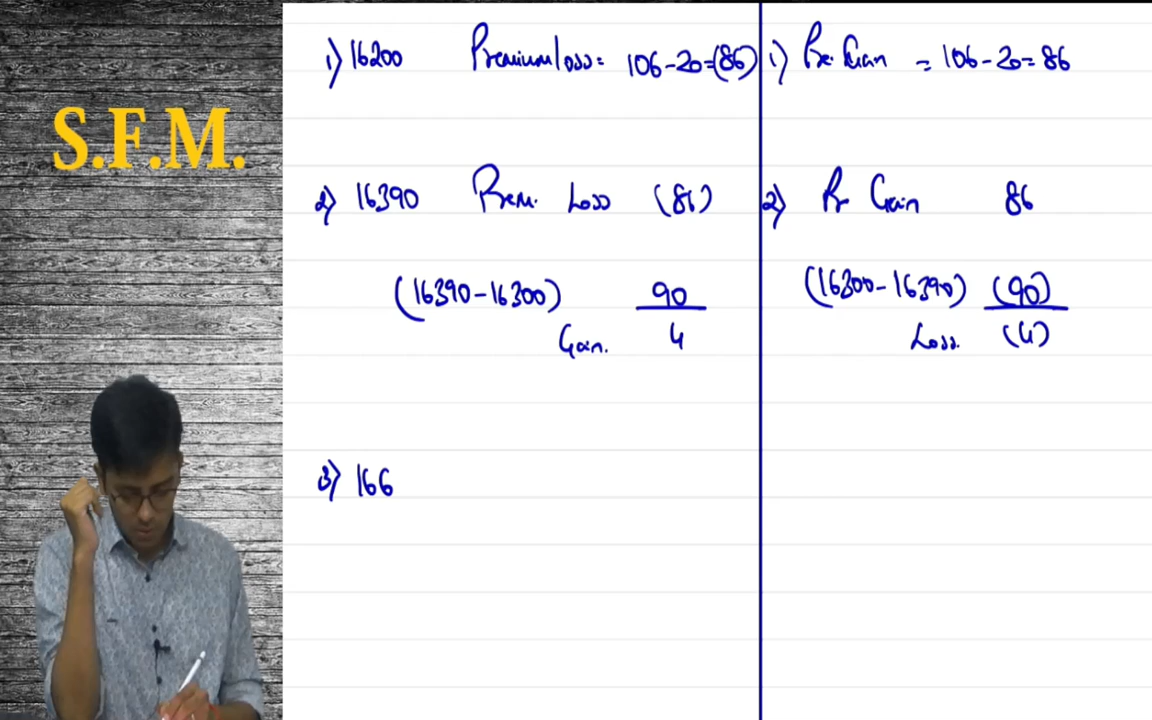 S.F.M.
1) 16200 Premium loss = 106-20=(86)
1) Pre. Gain = 106-20=86
2) 16390 Prem. Loss (86)
2) Pr Gain 86
(16390-16300) 90
Gain. 4
(16300-16390) (90)
Loss. (4)
3) 166